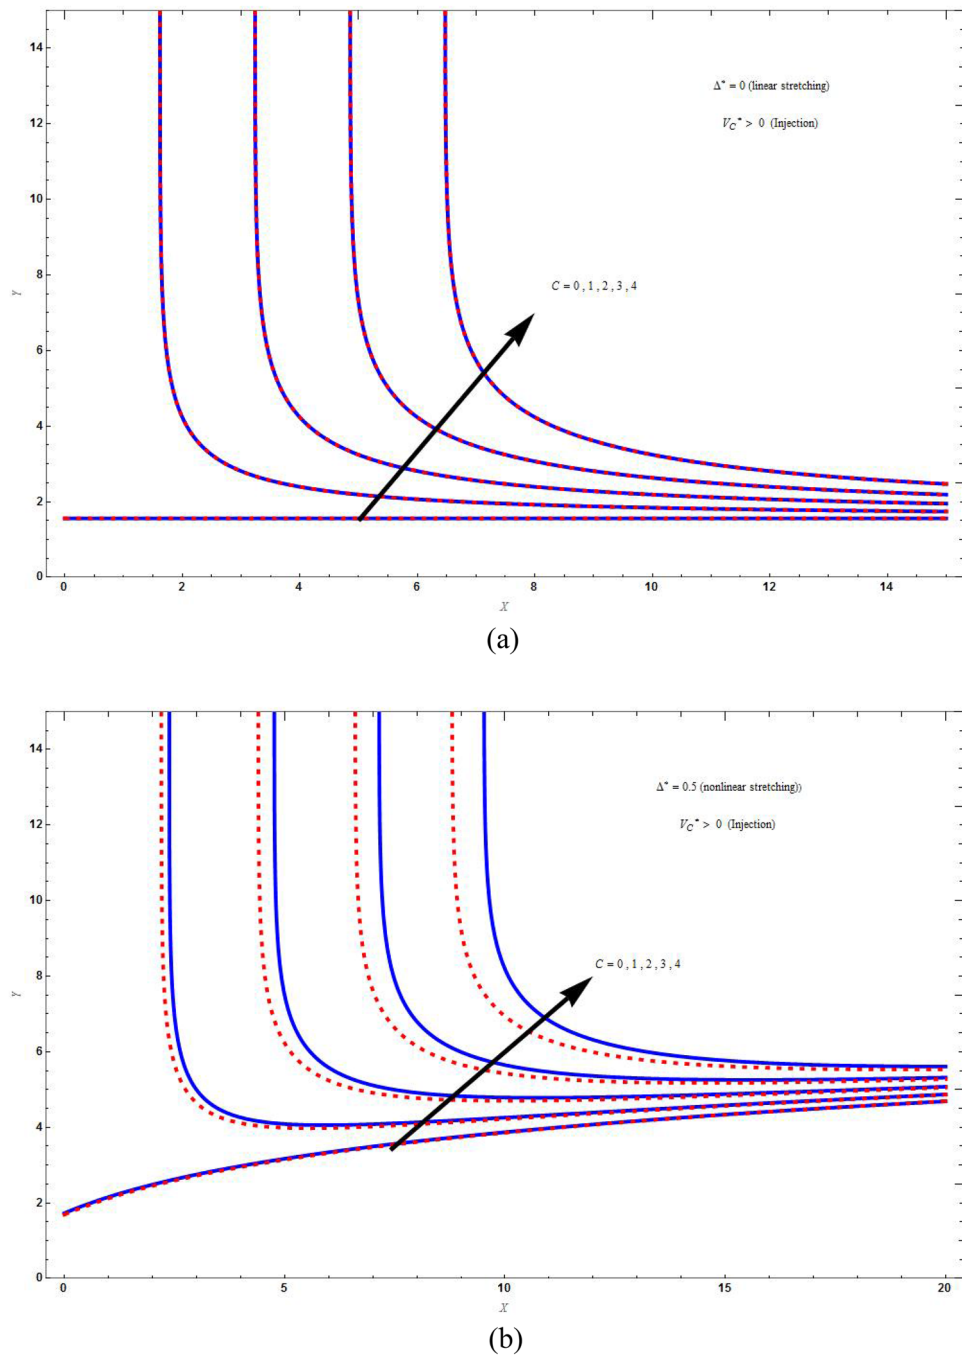 14
12
10
8
6
4
2
0
Y
Δ* = 0 (linear stretching)
V_C* > 0 (Injection)
C = 0 , 1 , 2 , 3 , 4
0 2 4 6 8 10 12 14
X
(a)
14
12
10
8
6
4
2
0
Y
Δ* = 0.5 (nonlinear stretching))
V_C* > 0 (Injection)
C = 0 , 1 , 2 , 3 , 4
0 5 10 15 20
X
(b)